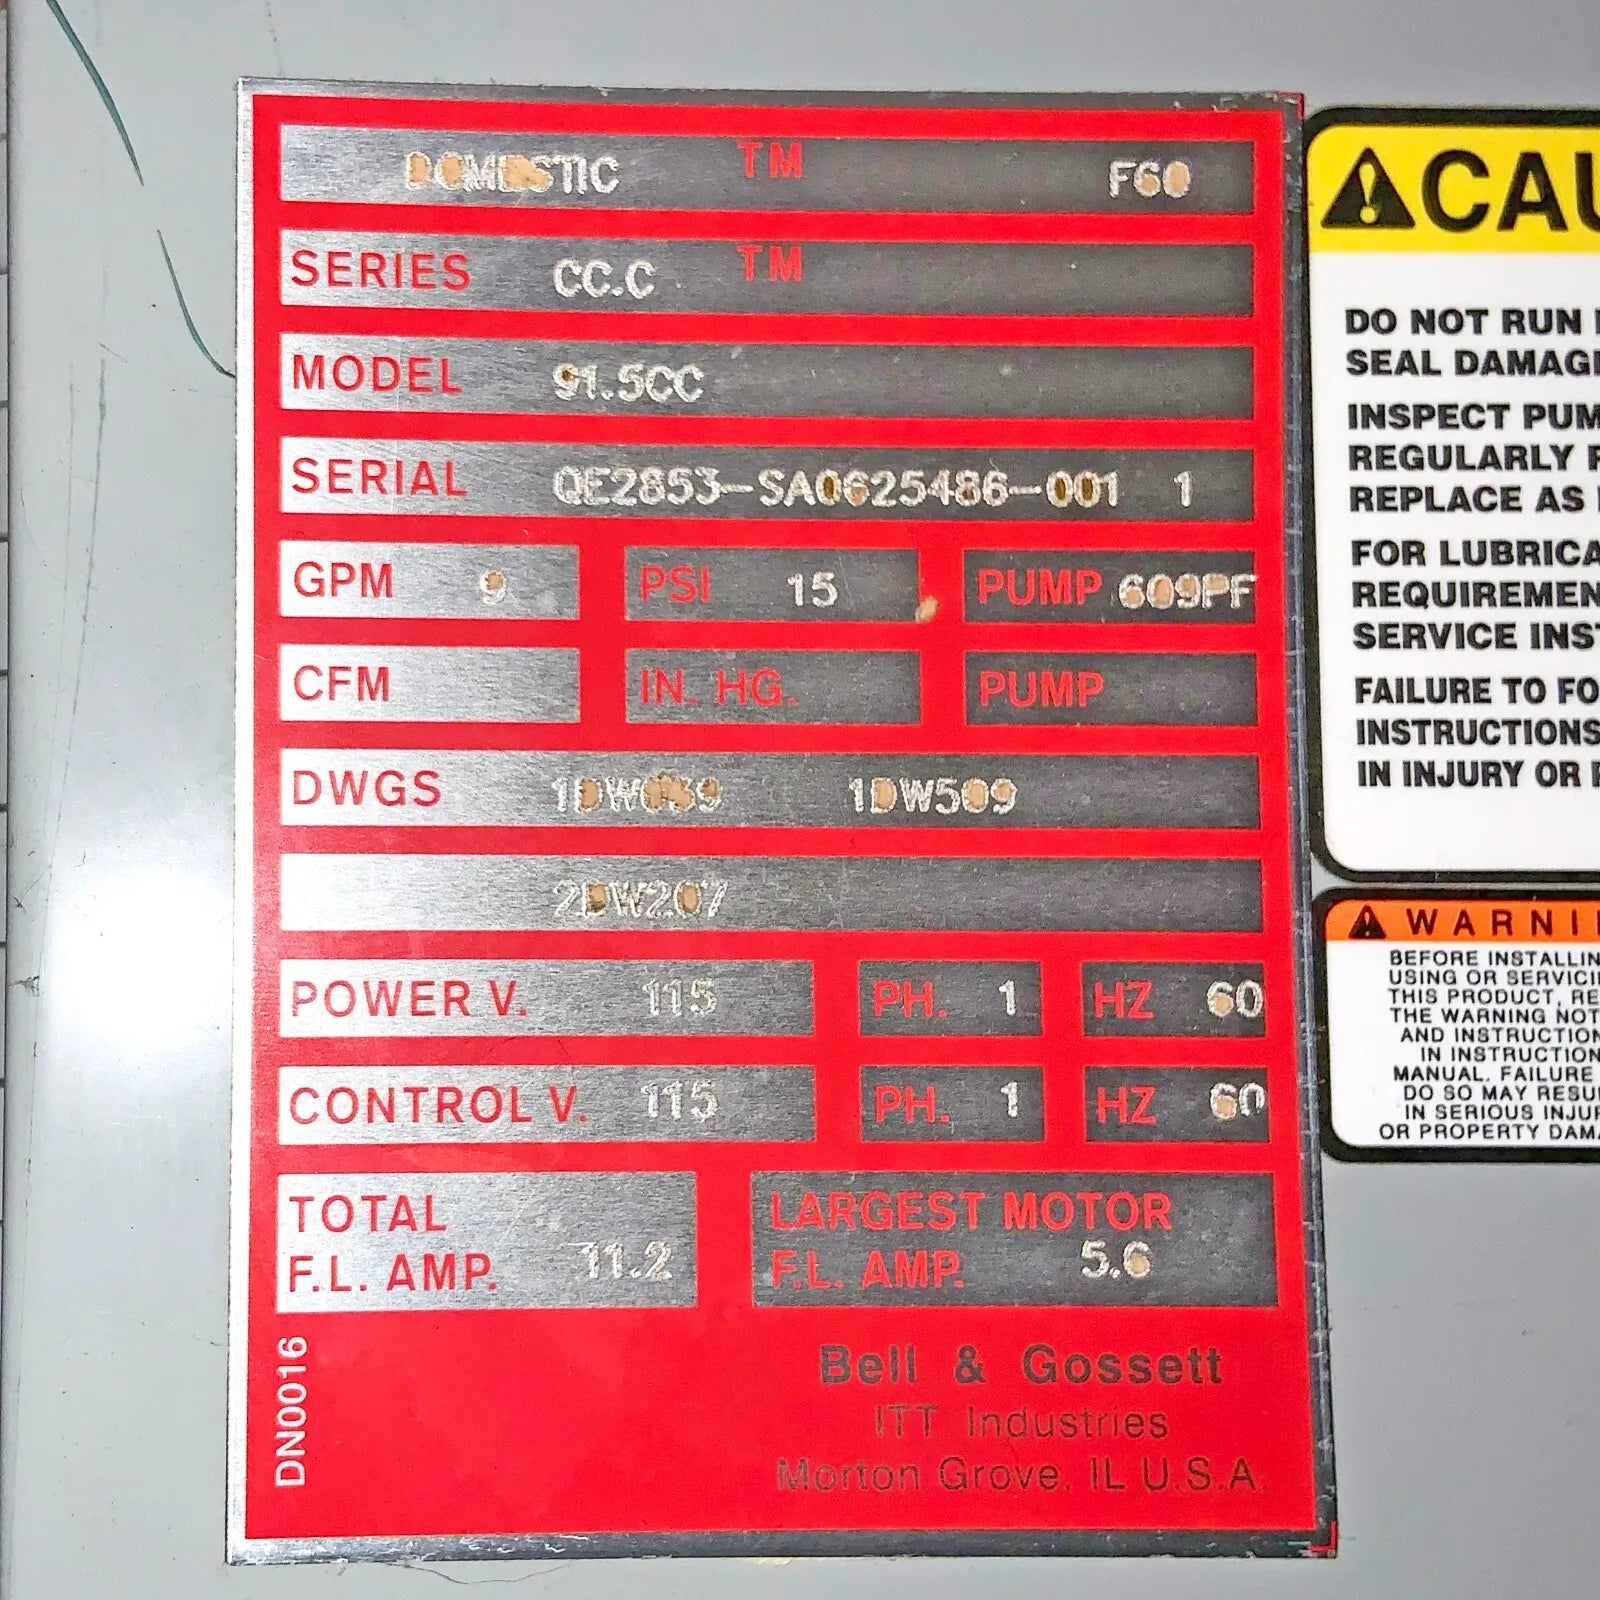 DOMESTIC TM F60
SERIES CC.C TM
MODEL 91.5CC
SERIAL QE2853-SA0625486-001 1
GPM 9 PSI 15 PUMP 609PF
CFM IN. HG. PUMP
DWGS 1DW039 1DW509
2DW207
POWER V. 115 PH. 1 HZ 60
CONTROL V. 115 PH. 1 HZ 60
TOTAL
F.L. AMP. 11.2
LARGEST MOTOR
F.L. AMP. 5.6
DN0016
Bell & Gossett
ITT Industries
Morton Grove, IL U.S.A.
CAU
DO NOT RUN
SEAL DAMAG
INSPECT PUM
REGULARLY
REPLACE AS
FOR LUBRICA
REQUIREMEN
SERVICE INS
FAILURE TO FO
INSTRUCTIONS
IN INJURY OR
WARNI
BEFORE INSTALLIN
USING OR SERVICI
THIS PRODUCT, RE
THE WARNING NOT
AND INSTRUCTION
IN INSTRUCTION
MANUAL. FAILURE
DO SO MAY RESU
IN SERIOUS INJUR
OR PROPERTY DAM